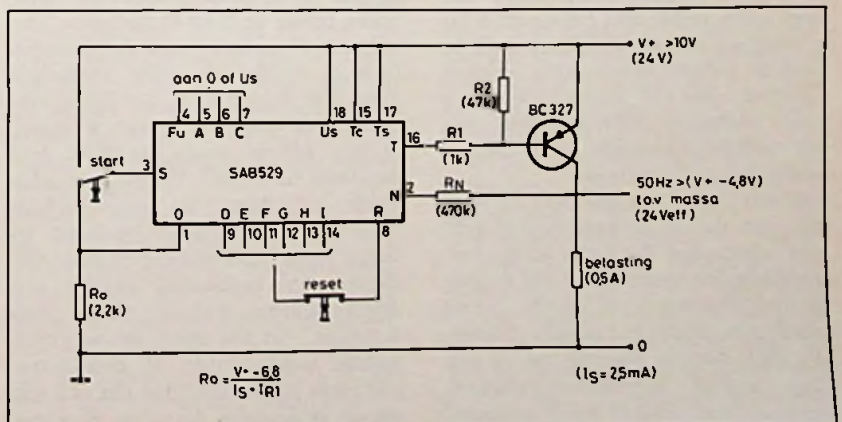 V+ >10V
(24V)
aan 0 of Us
4 5 6 7
18 15 17
Fu A B C
Us Tc Ts
R2
(47k)
BC327
T
16
R1
(1k)
start
3
S
SAB529
N
2
RN
(470k)
50Hz>(V+ -4,8V)
t.o.v massa
(24Veff)
O D E F G H I R
1 9 10 11 12 13 14 8
reset
belasting
(0,5A)
Ro
(2,2k)
0
Ro = V+ -6,8
IS + IR1
(IS = 2,5mA)